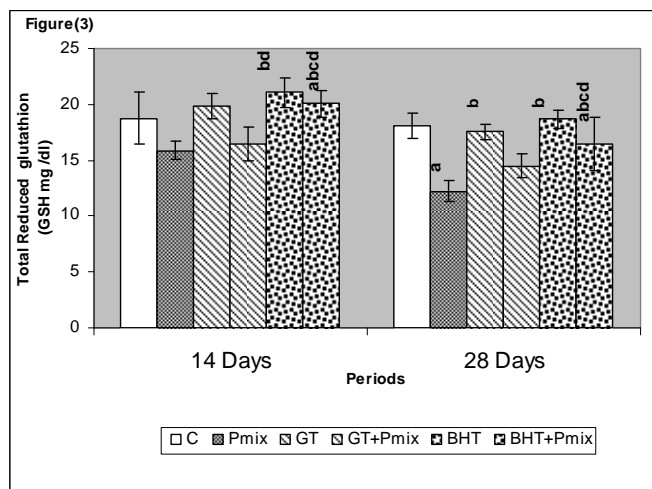 Figure(3)
Total Reduced glutathion
(GSH mg /dl)
25
20
15
10
5
0
bd
abcd
a
b
b
abcd
14 Days
28 Days
Periods
C Pmix GT GT+Pmix BHT BHT+Pmix